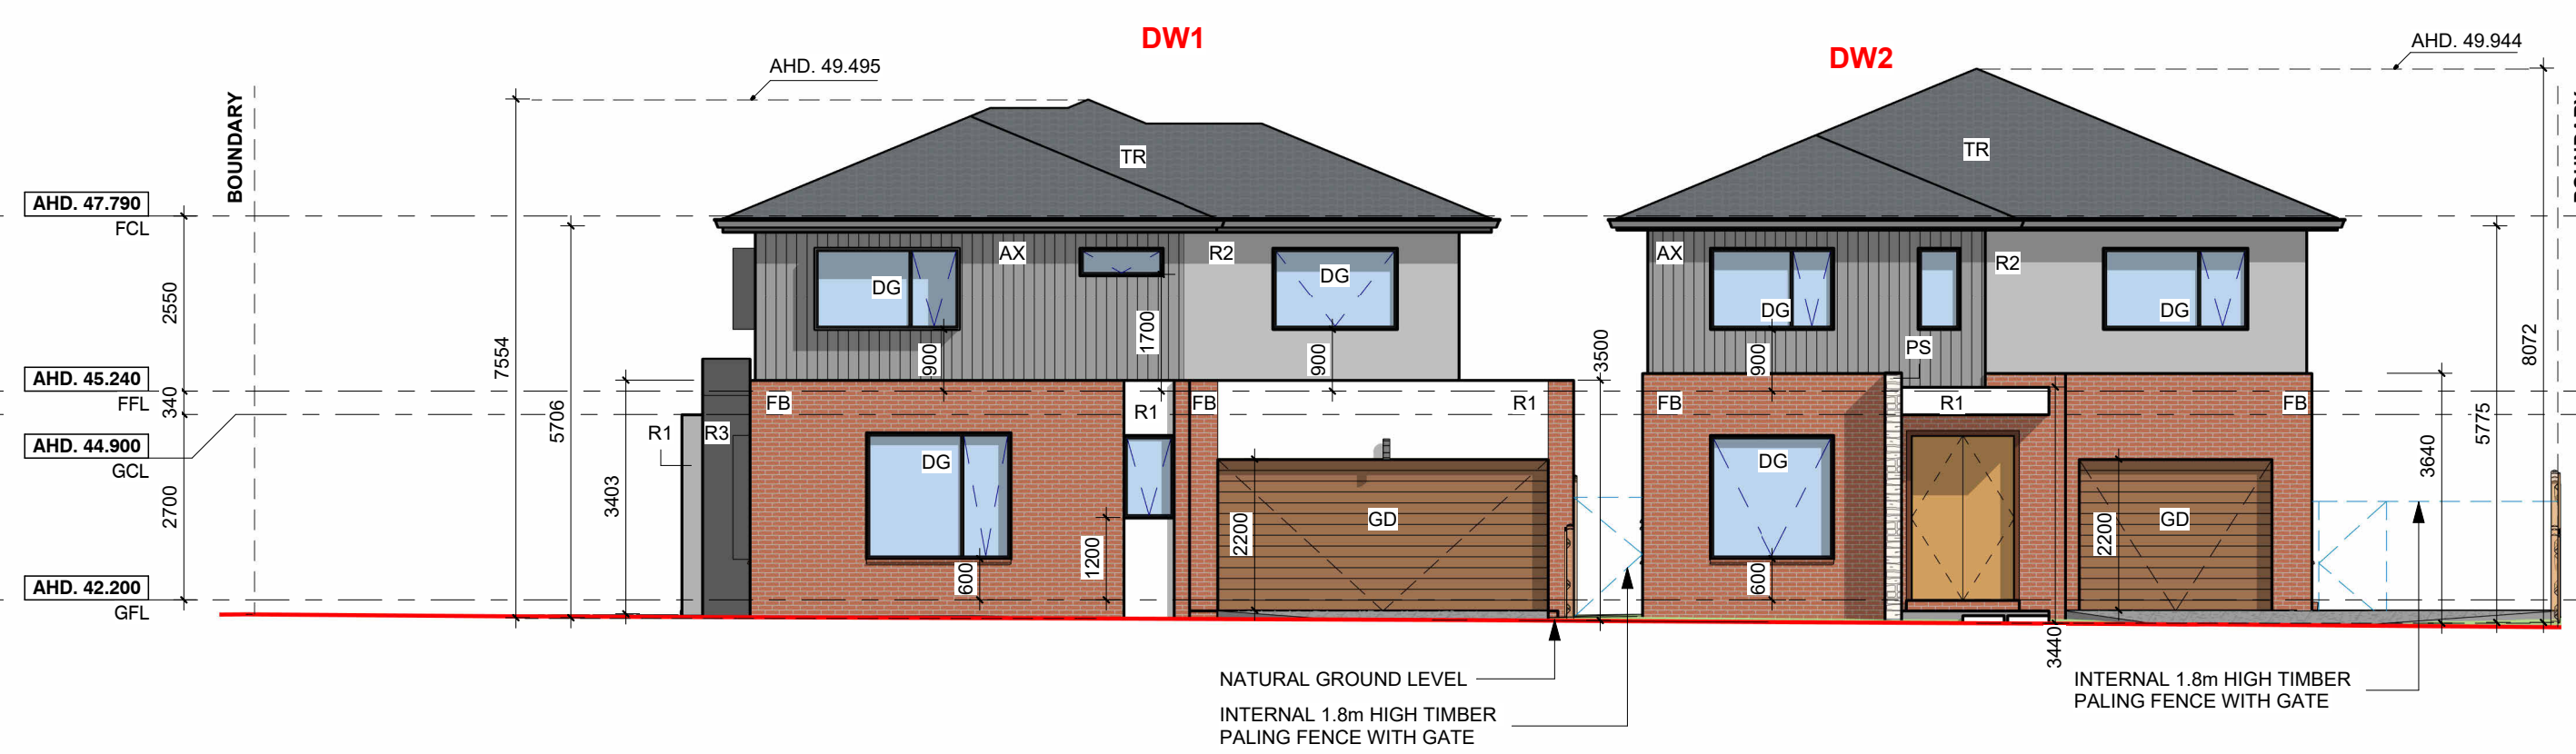 DW1
DW2
AHD. 49.495
AHD. 49.944
BOUNDARY
AHD. 47.790
FCL
2550
AHD. 45.240
FFL
340
AHD. 44.900
GCL
2700
AHD. 42.200
GFL
7554
5706
3403
R1
R3
TR
AX
R2
DG
DG
900
1700
900
FB
R1
FB
R1
DG
600
1200
2200
GD
3500
TR
AX
R2
DG
DG
900
PS
FB
R1
FB
DG
600
2200
GD
3440
3640
5775
8072
NATURAL GROUND LEVEL
INTERNAL 1.8m HIGH TIMBER
PALING FENCE WITH GATE
INTERNAL 1.8m HIGH TIMBER
PALING FENCE WITH GATE